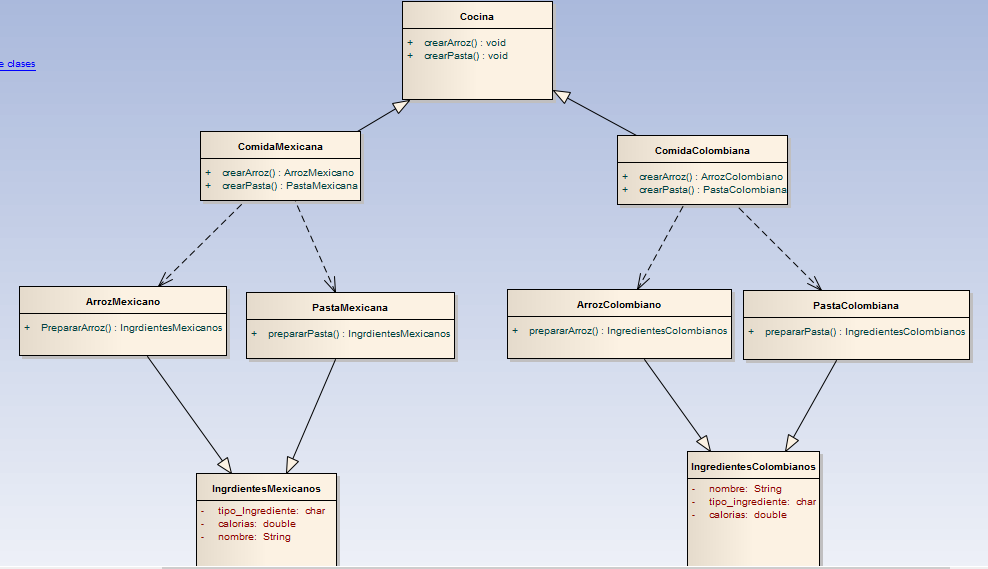 Cocina
+ crearArroz() : void
+ crearPasta() : void
e clases
ComidaMexicana
+ crearArroz() : ArrozMexicano
+ crearPasta() : PastaMexicana
ComidaColombiana
+ crearArroz() : ArrozColombiano
+ crearPasta() : PastaColombiana
ArrozMexicano
+ PrepararArroz() : IngrdientesMexicanos
PastaMexicana
+ prepararPasta() : IngrdientesMexicanos
ArrozColombiano
+ prepararArroz() : IngredientesColombianos
PastaColombiana
+ prepararPasta() : IngredientesColombianos
IngrdientesMexicanos
- tipo_Ingrediente: char
- calorias: double
- nombre: String
IngredientesColombianos
- nombre: String
- tipo_ingrediente: char
- calorias: double